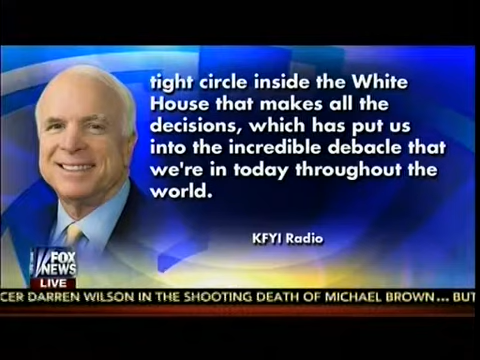 tight circle inside the White
House that makes all the
decisions, which has put us
into the incredible debacle that
we're in today throughout the
world.
KFYI Radio
FOX
NEWS
LIVE
CER DARREN WILSON IN THE SHOOTING DEATH OF MICHAEL BROWN... BUT